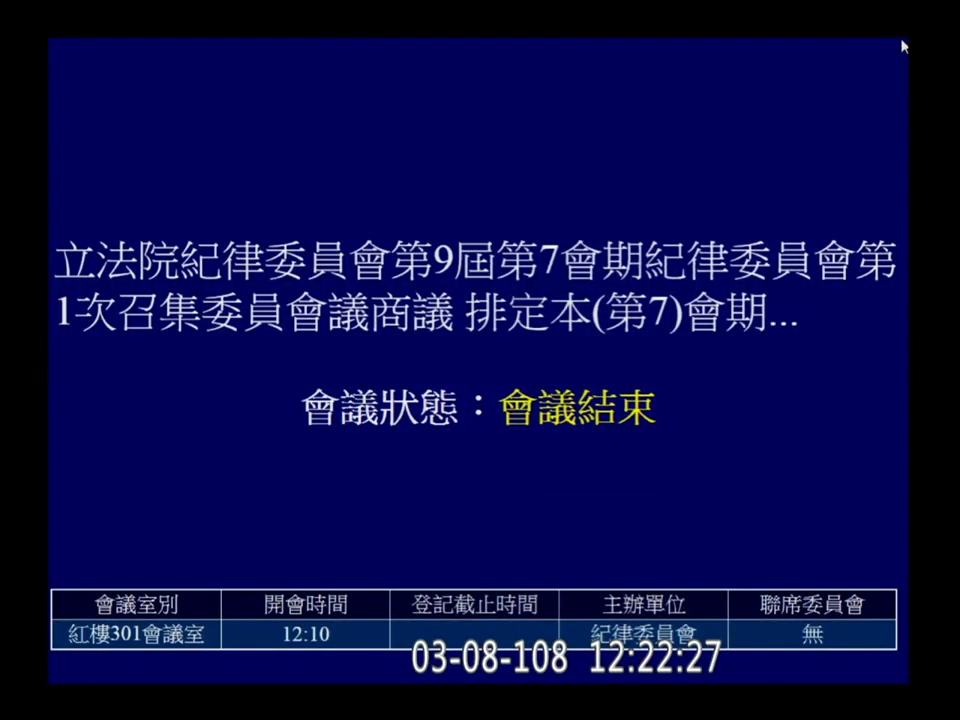 立法院紀律委員會第9屆第7會期紀律委員會第
1次召集委員會議商議 排定本(第7)會期...
會議狀態：會議結束
會議室別 開會時間 登記截止時間 主辦單位 聯席委員會
紅樓301會議室 12:10 紀律委員會 無
03-08-108 12:22:27